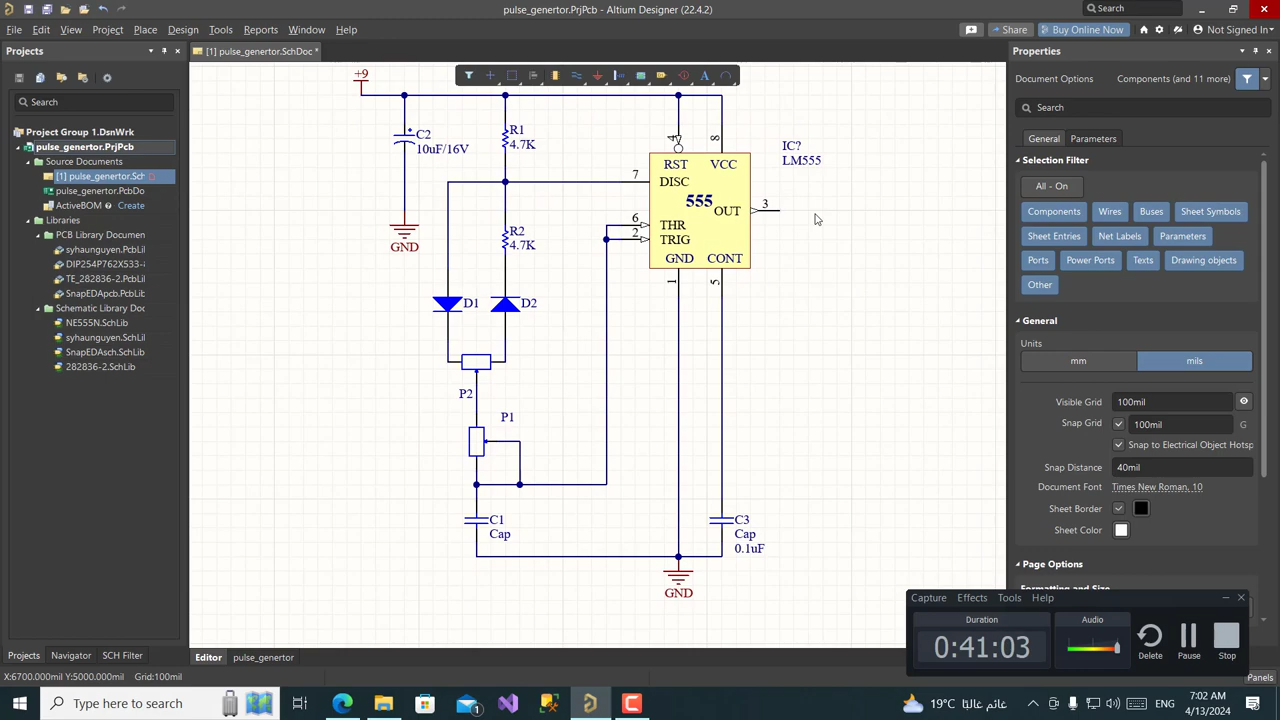 pulse_genertor.PrjPcb - Altium Designer (22.4.2)
Search
File
Edit
View
Project
Place
Design
Tools
Reports
Window
Help
Share
Buy Online
Not Signed In
Projects
[1] pulse_genertor.SchDoc *
Properties
Search
Project Group 1.DsnWrk
pulse_genertor.PrjPcb
Source Documents
[1] pulse_genertor.Sch
pulse_genertor.PcbDo
ActiveBOM
Create
Libraries
PCB Library Documen
syhaunguyen.PcbLi
DIP254P762X533-8
TE_282836-2.PcbLi
SnapEDApcb.PcbLib
Schematic Library Doc
NE555N.SchLib
syhaunguyen.SchLib
SnapEDAsch.SchLib
282836-2.SchLib
+9
C2
10uF/16V
GND
R1
4.7K
R2
4.7K
D1
D2
P2
P1
C1
Cap
4
8
RST
VCC
7
DISC
555
OUT
3
6
THR
2
TRIG
GND
CONT
1
5
IC?
LM555
C3
Cap
0.1uF
GND
Document Options
Components (and 11 more)
Search
General
Parameters
Selection Filter
All - On
Components
Wires
Buses
Sheet Symbols
Sheet Entries
Net Labels
Parameters
Ports
Power Ports
Texts
Drawing objects
Other
General
Units
mm
mils
Visible Grid
100mil
Snap Grid
100mil
G
Snap to Electrical Object Hotsp
Snap Distance
40mil
Document Font
Times New Roman, 10
Sheet Border
Sheet Color
Page Options
Formatting and Size
Capture
Effects
Tools
Help
Duration
0:41:03
Audio
Delete
Pause
Stop
Projects
Navigator
SCH Filter
Editor
pulse_genertor
X:6700.000mil Y:5000.000mil
Grid:100mil
Panels
Type here to search
1
19°C
غائم غالبًا
ENG
7:02 AM
4/13/2024